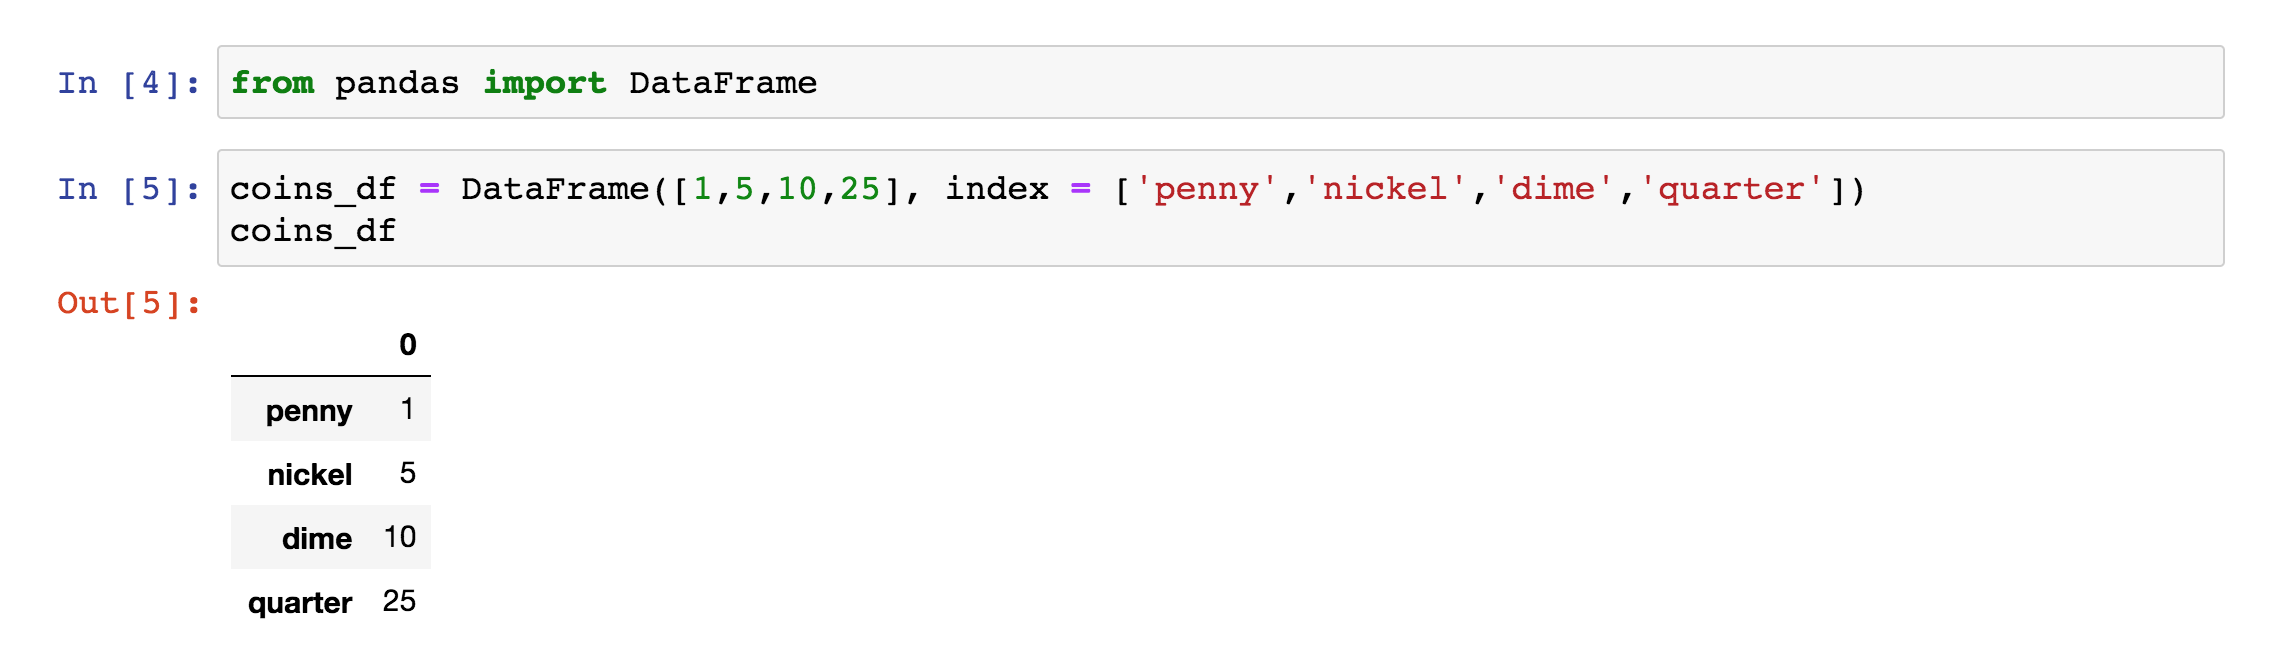 In [4]: from pandas import DataFrame
In [5]: coins_df = DataFrame([1,5,10,25], index = ['penny','nickel','dime','quarter'])
coins_df
Out[5]:
0
penny 1
nickel 5
dime 10
quarter 25